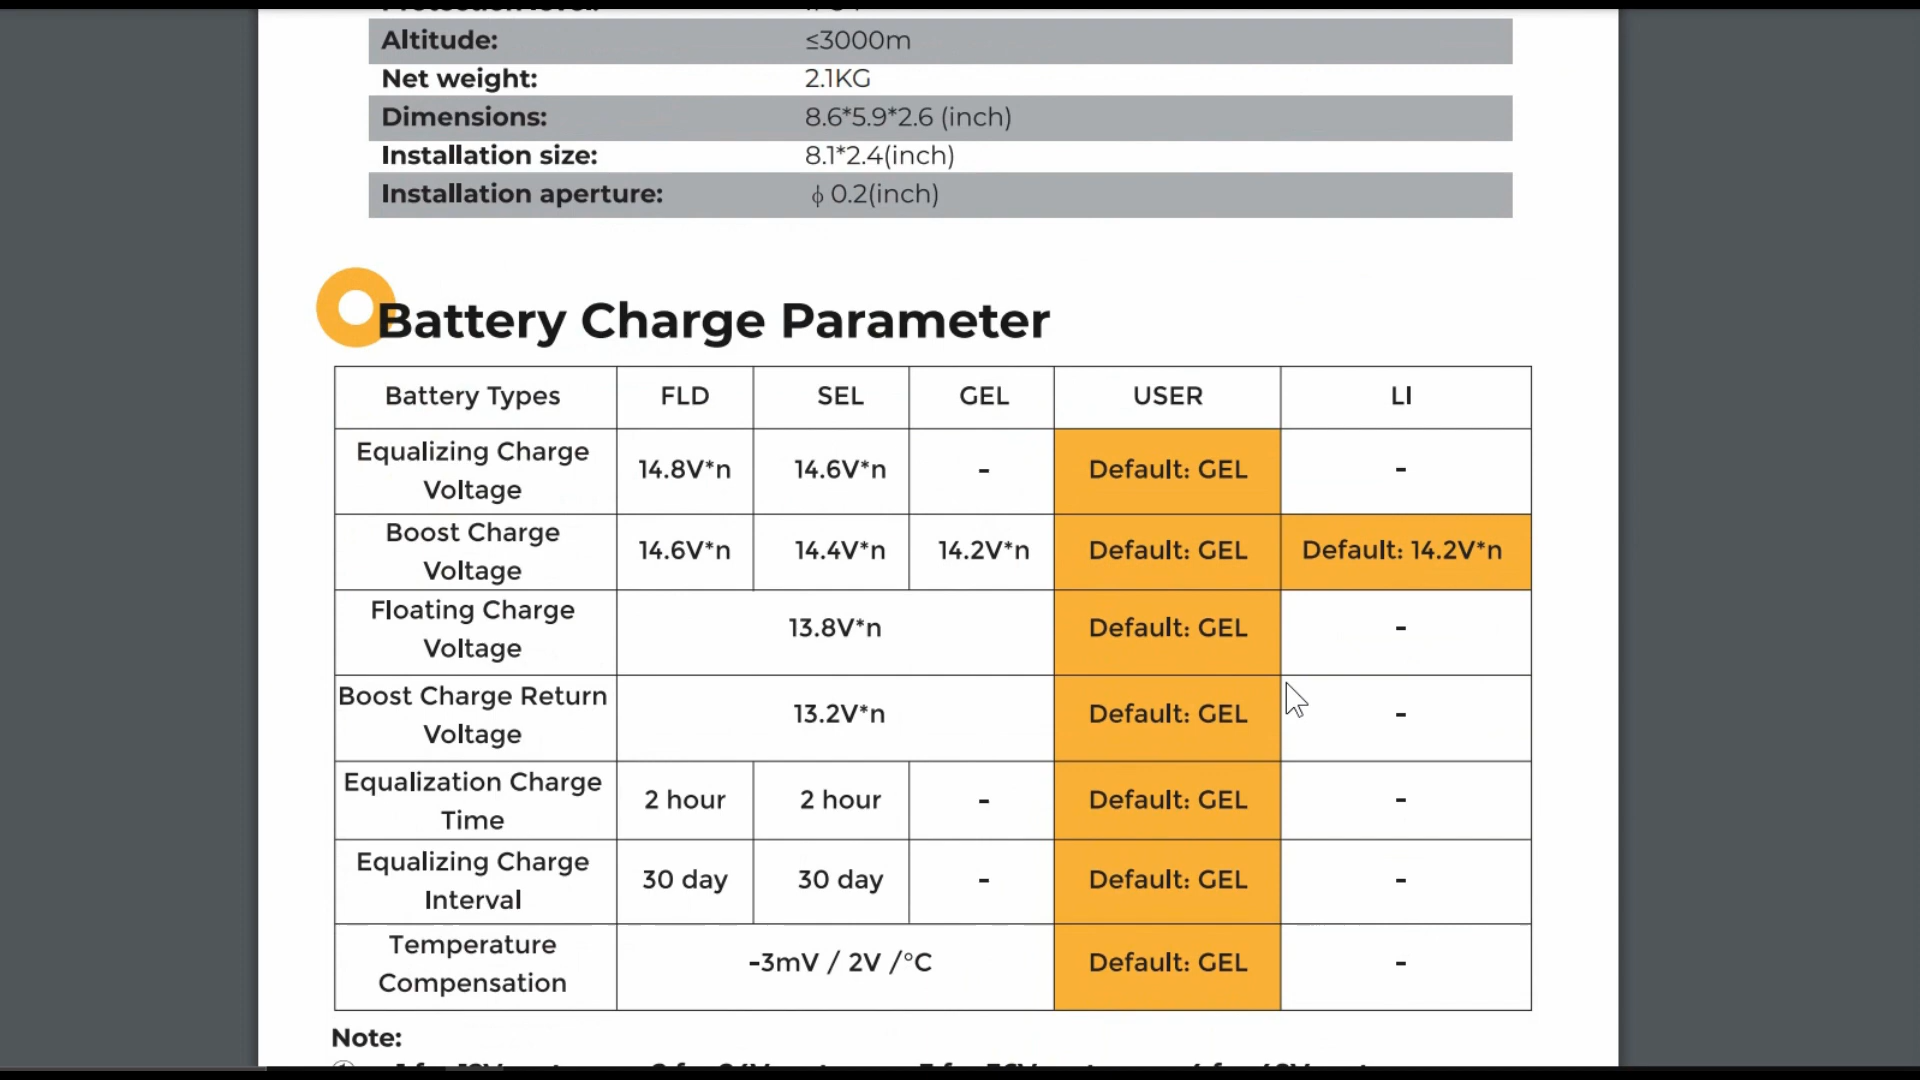 Altitude: ≤3000m
Net weight: 2.1KG
Dimensions: 8.6*5.9*2.6 (inch)
Installation size: 8.1*2.4(inch)
Installation aperture: ϕ 0.2(inch)
Battery Charge Parameter
Battery Types FLD SEL GEL USER LI
Equalizing Charge Voltage 14.8V*n 14.6V*n - Default: GEL -
Boost Charge Voltage 14.6V*n 14.4V*n 14.2V*n Default: GEL Default: 14.2V*n
Floating Charge Voltage 13.8V*n Default: GEL -
Boost Charge Return Voltage 13.2V*n Default: GEL -
Equalization Charge Time 2 hour 2 hour - Default: GEL -
Equalizing Charge Interval 30 day 30 day - Default: GEL -
Temperature Compensation -3mV / 2V /°C Default: GEL -
Note: